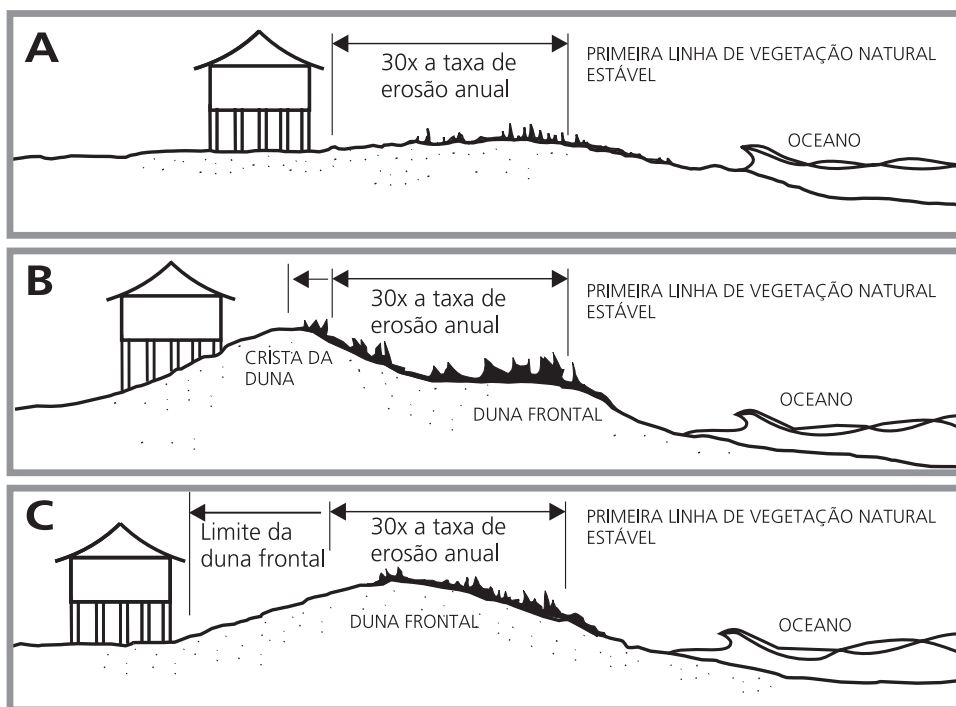 A
30x a taxa de
erosão anual
PRIMEIRA LINHA DE VEGETAÇÃO NATURAL
ESTÁVEL
OCEANO
B
30x a taxa de
erosão anual
PRIMEIRA LINHA DE VEGETAÇÃO NATURAL
ESTÁVEL
CRISTA DA
DUNA
DUNA FRONTAL
OCEANO
C
Limite da
duna frontal
30x a taxa de
erosão anual
PRIMEIRA LINHA DE VEGETAÇÃO NATURAL
ESTÁVEL
DUNA FRONTAL
OCEANO